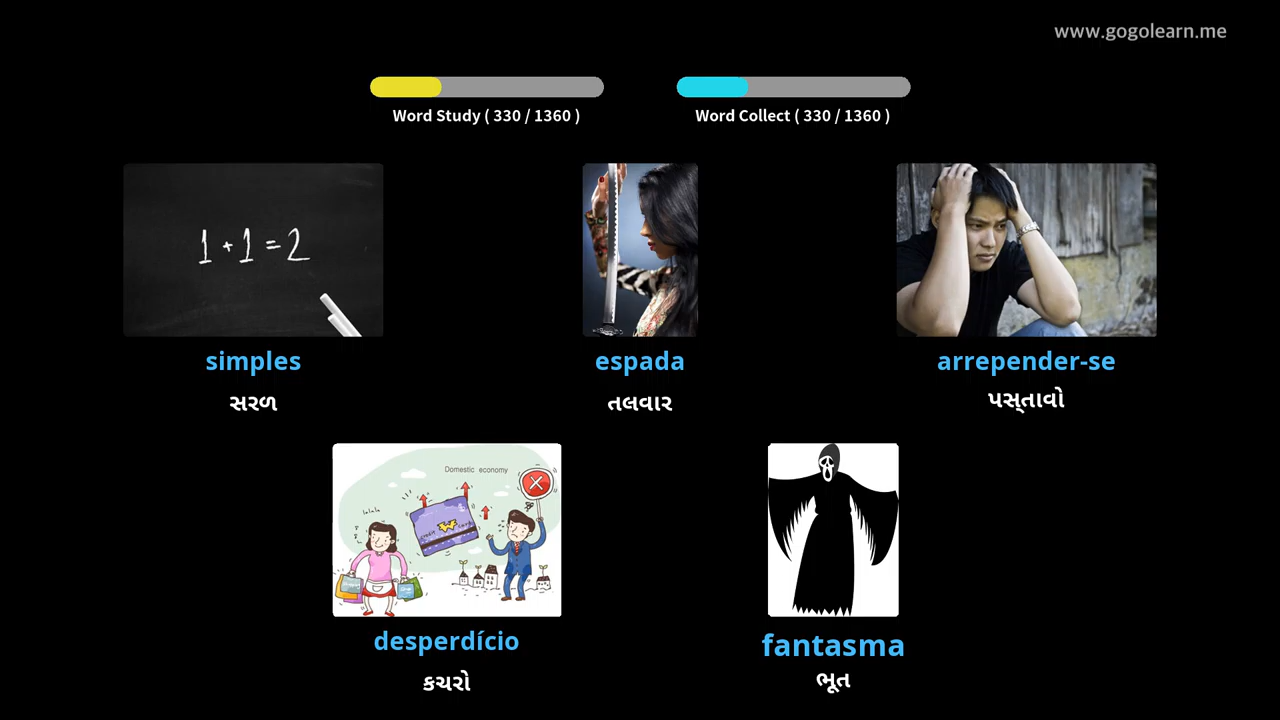 www.gogolearn.me
Word Study ( 330 / 1360 )
Word Collect ( 330 / 1360 )
1 + 1 = 2
simples
espada
arrepender-se
સરળ
તલવાર
પસ્તાવો
Domestic economy
lalala
desperdício
fantasma
કચરો
ભૂત